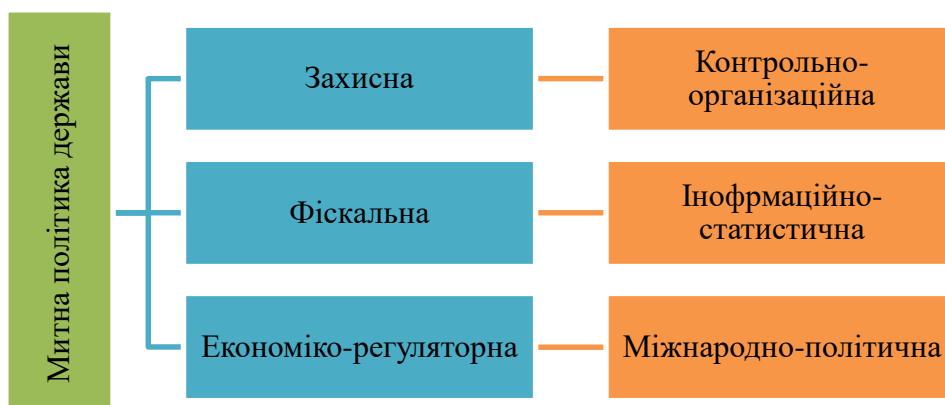 Митна політика держави
Захисна
Контрольно-
організаційна
Фіскальна
Інофрмаційно-
статистична
Економіко-регуляторна
Міжнародно-політична